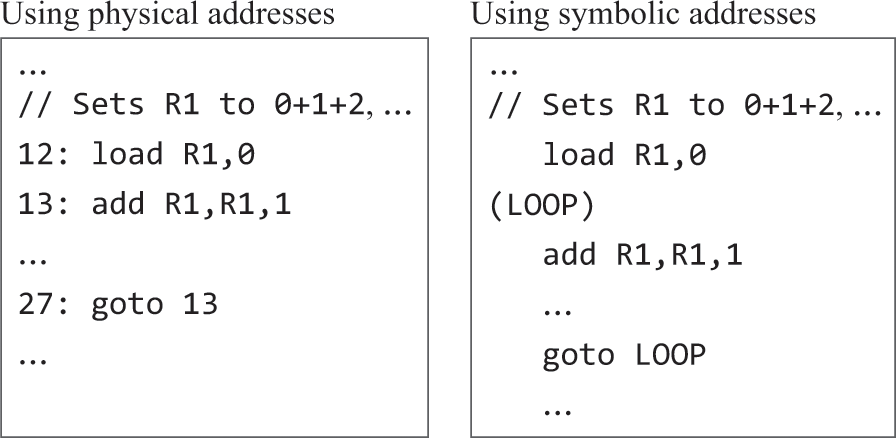 Using physical addresses
...
// Sets R1 to 0+1+2, ...
12: load R1,0
13: add R1,R1,1
...
27: goto 13
...
Using symbolic addresses
...
// Sets R1 to 0+1+2, ...
load R1,0
(LOOP)
add R1,R1,1
...
goto LOOP
...